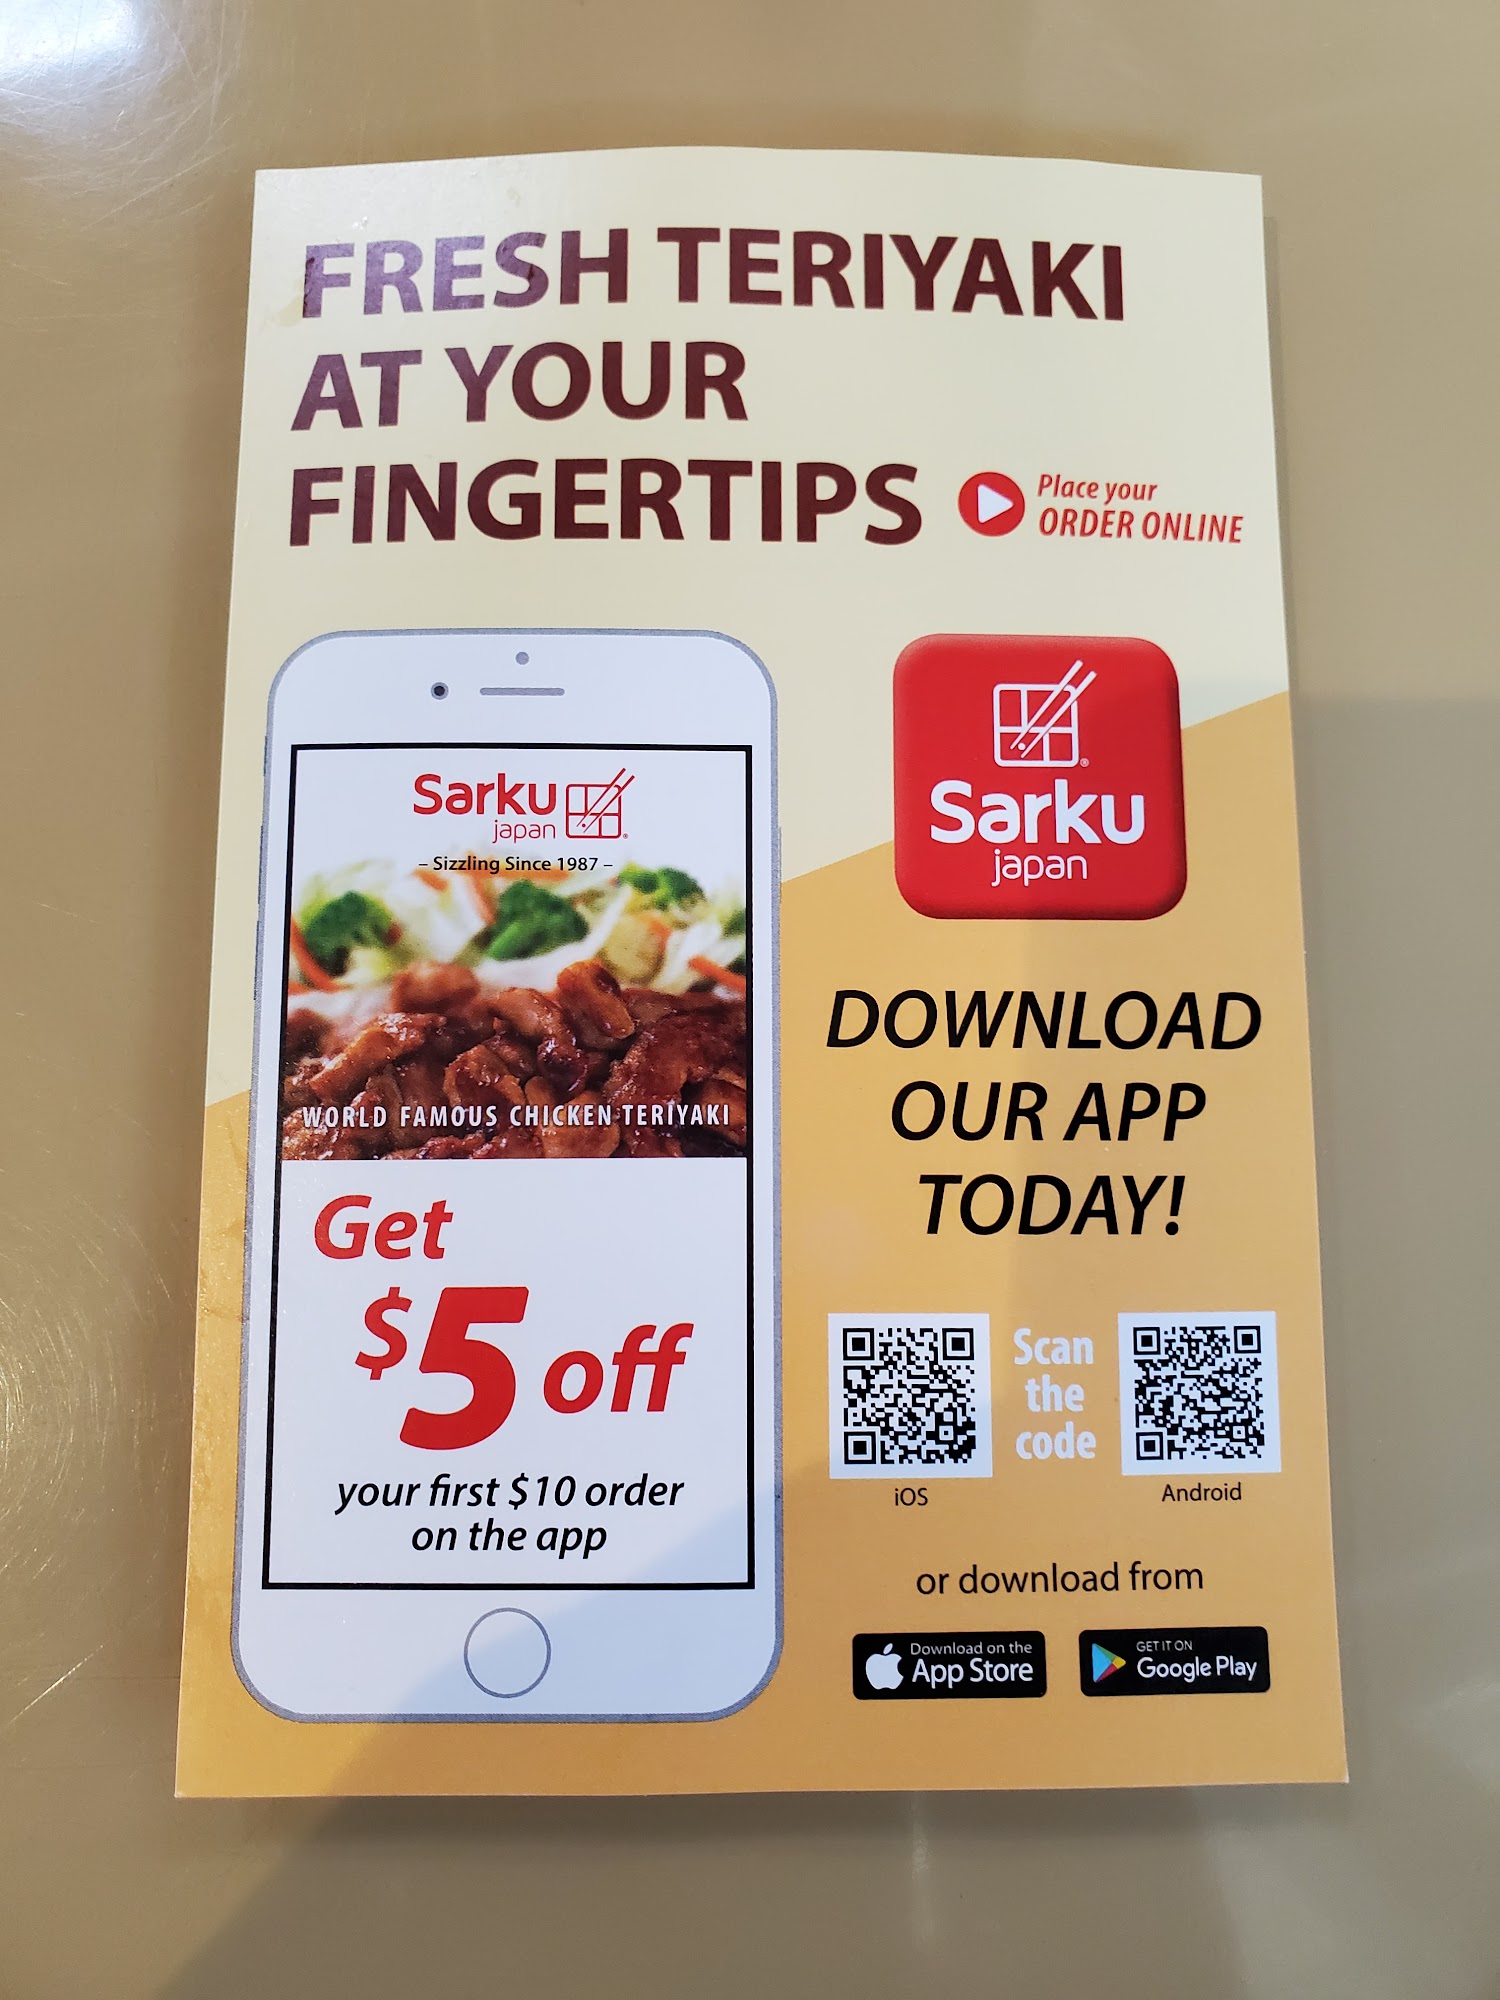 FRESH TERIYAKI
AT YOUR
FINGERTIPS
Place your
ORDER ONLINE
Sarku
japan
– Sizzling Since 1987 –
WORLD FAMOUS CHICKEN TERIYAKI
Get
$5 off
your first $10 order
on the app
Sarku
japan
DOWNLOAD
OUR APP
TODAY!
Scan
the
code
iOS
Android
or download from
Download on the
App Store
GET IT ON
Google Play